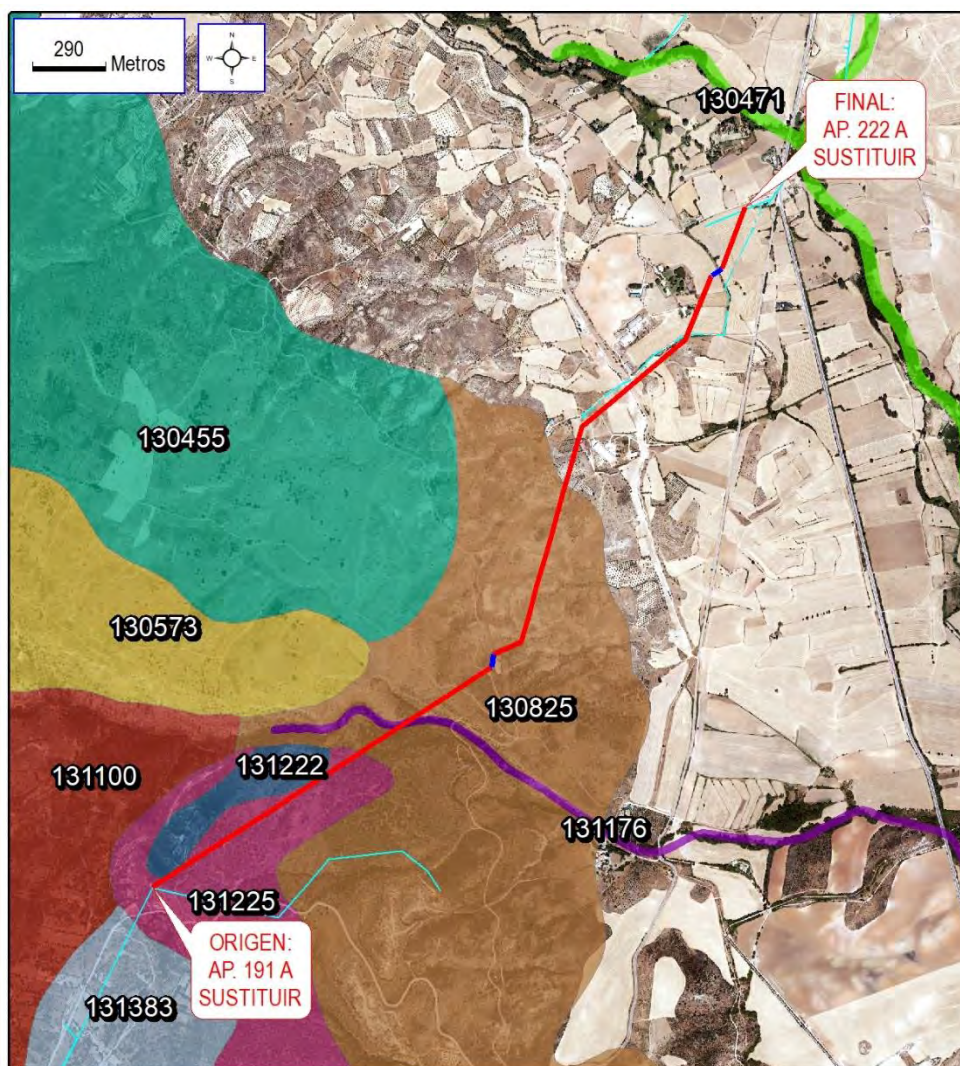 290
Metros
N
W E
S
130471
FINAL:
AP. 222 A
SUSTITUIR
130455
130573
130825
131100
131222
131176
131225
ORIGEN:
AP. 191 A
SUSTITUIR
131383